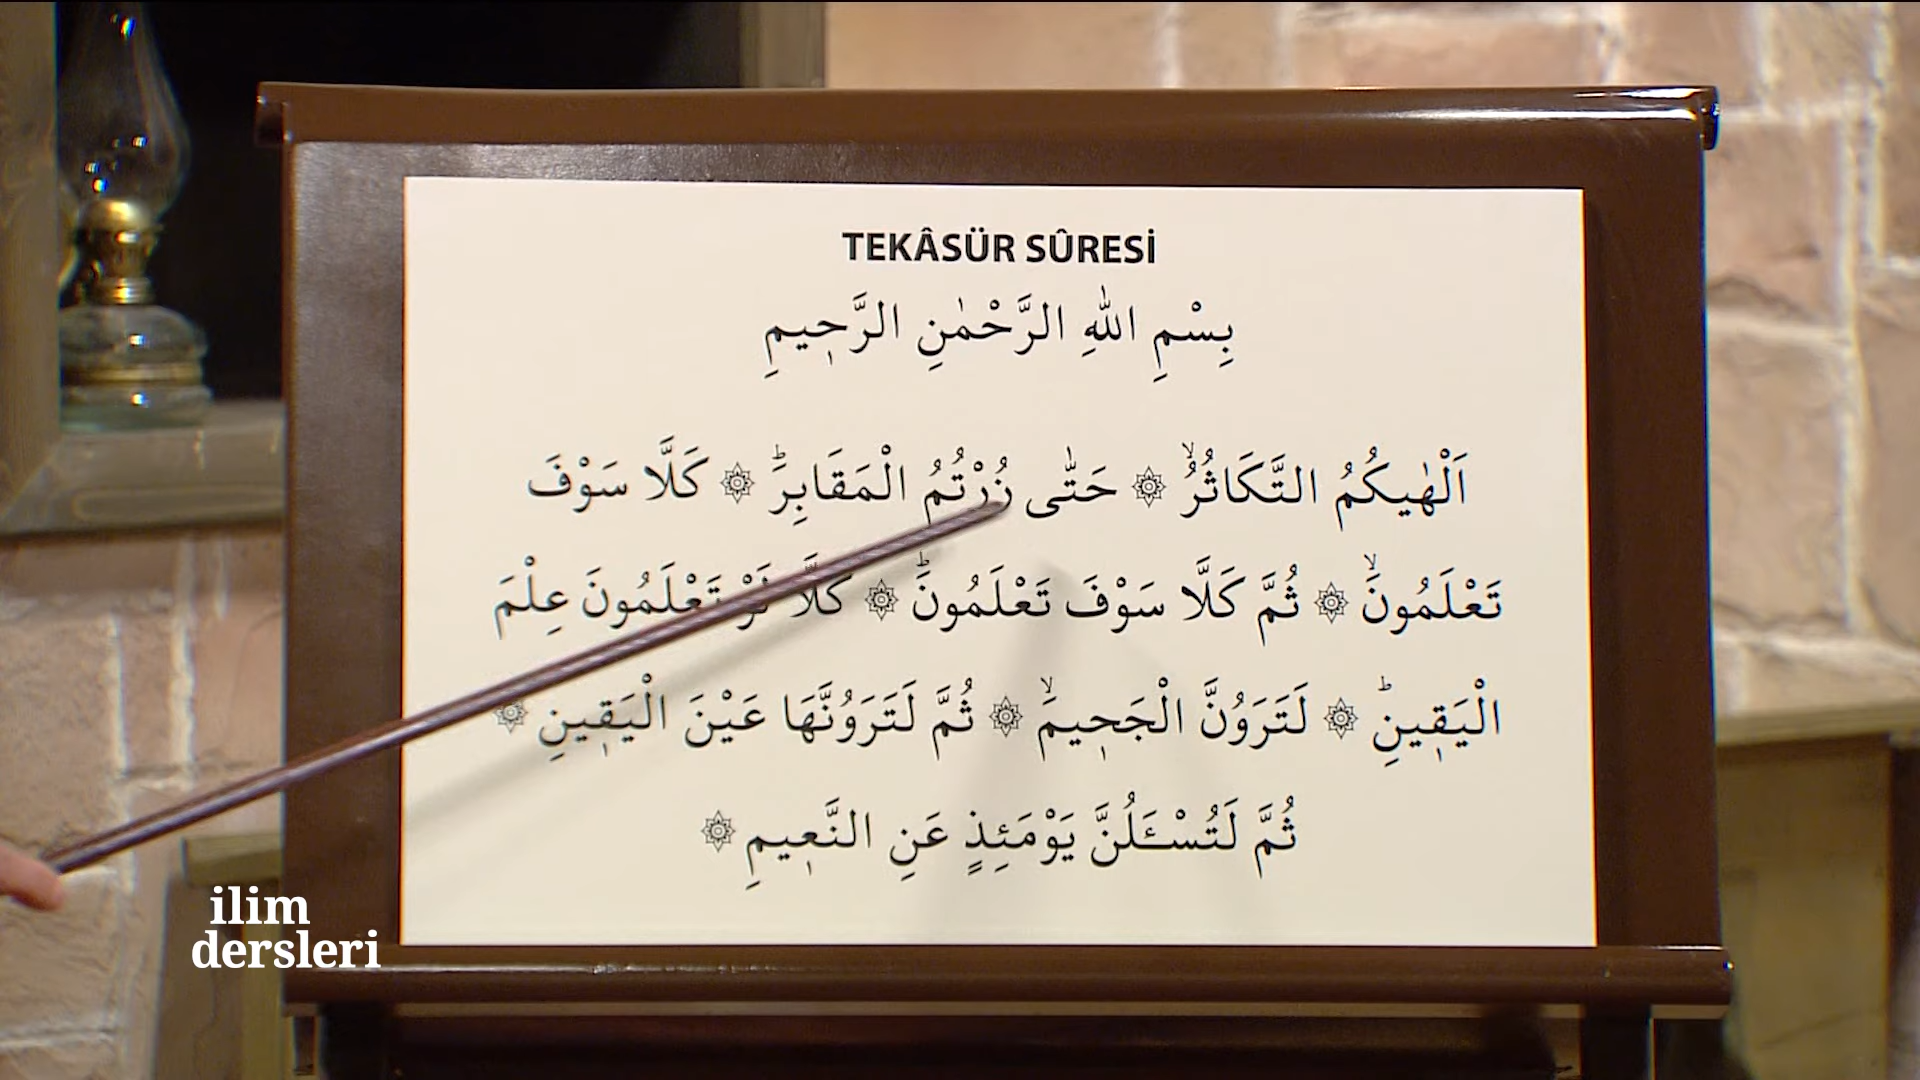 TEKÂSÜR SÛRESİ
بِسْمِ اللّٰهِ الرَّحْمٰنِ الرَّح۪يمِ
اَلْهٰيكُمُ التَّكَاثُرُۙ ۞ حَتّٰى زُرْتُمُ الْمَقَابِرَۜ ۞ كَلَّا سَوْفَ
تَعْلَمُونَۙ ۞ ثُمَّ كَلَّا سَوْفَ تَعْلَمُونَۜ ۞ كَلَّا لَوْ تَعْلَمُونَ عِلْمَ
الْيَق۪ينِۜ ۞ لَتَرَوُنَّ الْجَح۪يمَۙ ۞ ثُمَّ لَتَرَوُنَّهَا عَيْنَ الْيَق۪ينِ ۞
ثُمَّ لَتُسْـَٔلُنَّ يَوْمَئِذٍ عَنِ النَّع۪يمِ ۞
ilim
dersleri